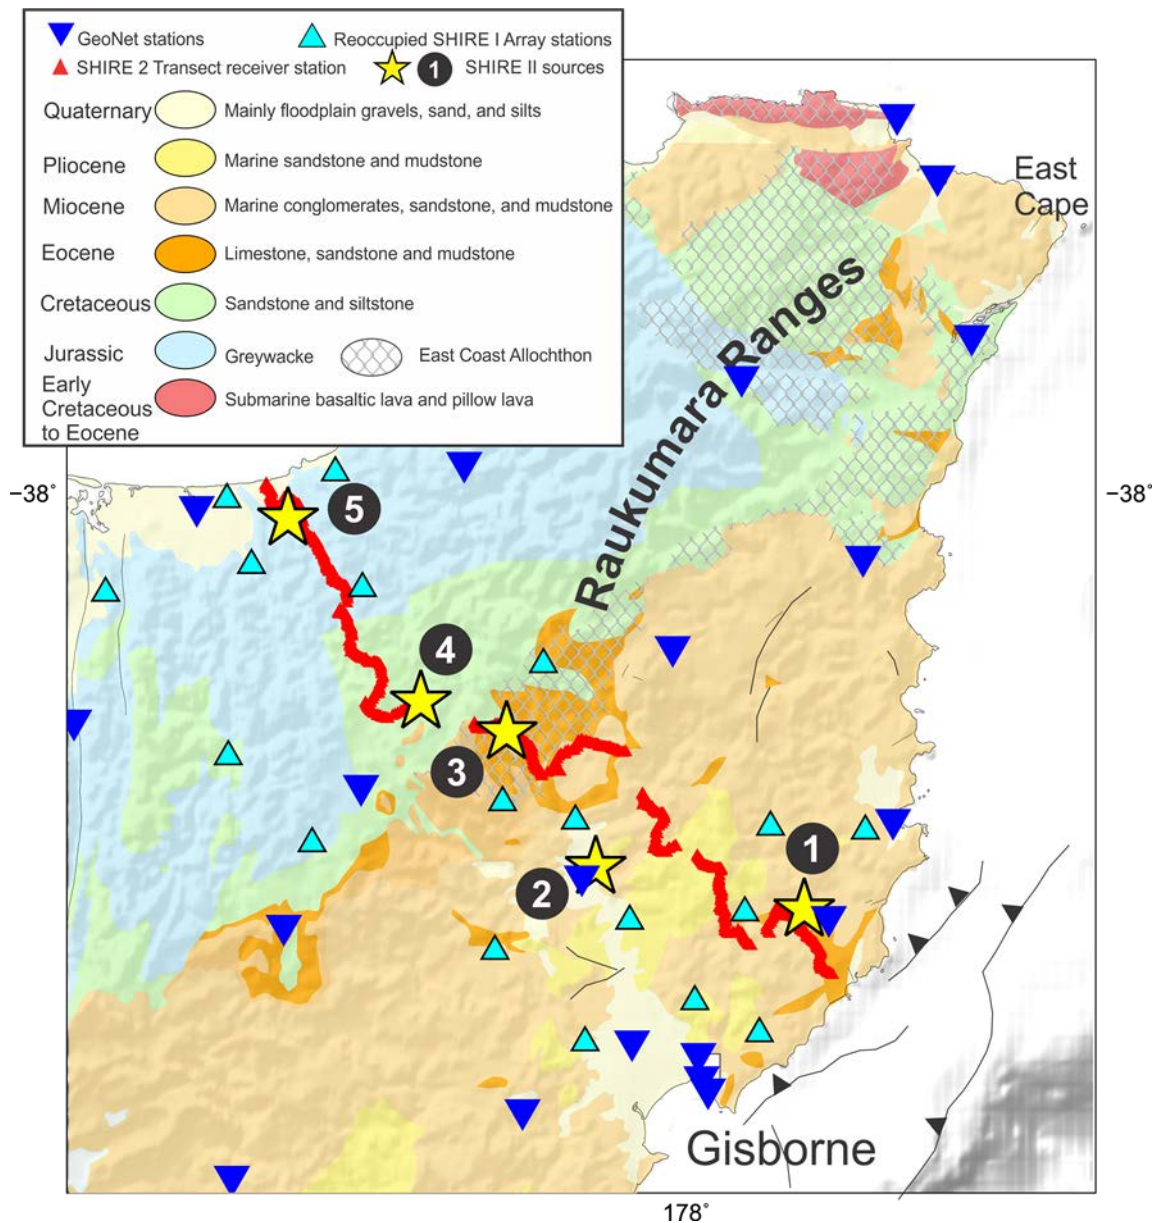 GeoNet stations
Reoccupied SHIRE I Array stations
SHIRE 2 Transect receiver station
1 SHIRE II sources
Quaternary Mainly floodplain gravels, sand, and silts
Pliocene Marine sandstone and mudstone
Miocene Marine conglomerates, sandstone, and mudstone
Eocene Limestone, sandstone and mudstone
Cretaceous Sandstone and siltstone
Jurassic Greywacke East Coast Allochthon
Early
Cretaceous
to Eocene
Submarine basaltic lava and pillow lava
East
Cape
Raukumara Ranges
−38˚
−38˚
5
4
3
1
2
Gisborne
178˚